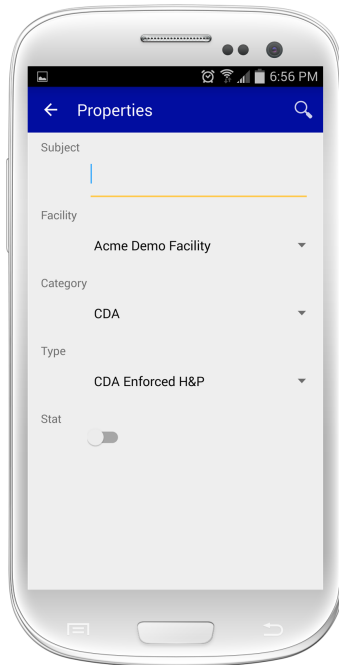 6:56 PM
Properties
Subject
Facility
Acme Demo Facility
Category
CDA
Type
CDA Enforced H&P
Stat